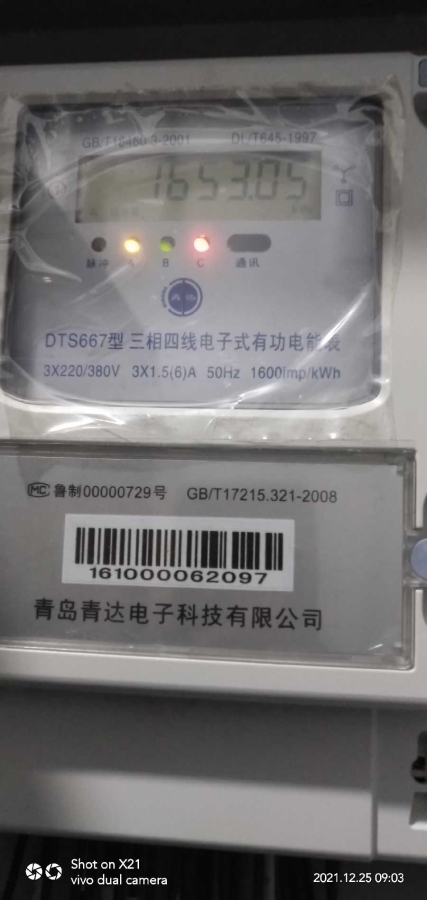 GB/T18460.3-2001 DL/T645-1997
1653.05
脉冲 A B C 通讯
DTS667型 三相四线电子式有功电能表
3X220/380V 3X1.5(6)A 50Hz 1600imp/kWh
MC 鲁制00000729号 GB/T17215.321-2008
161000062097
青岛青达电子科技有限公司
Shot on X21
vivo dual camera
2021.12.25 09:03